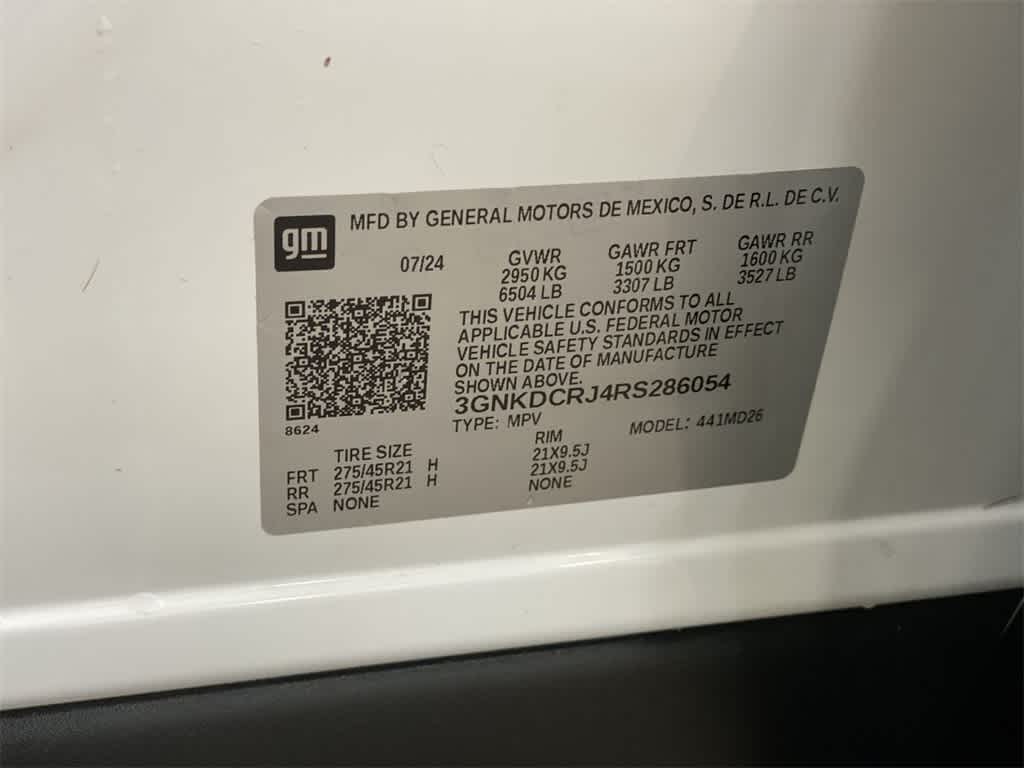 gm
MFD BY GENERAL MOTORS DE MEXICO, S. DE R.L. DE C.V.
07/24
GVWR
2950 KG
6504 LB
GAWR FRT
1500 KG
3307 LB
GAWR RR
1600 KG
3527 LB
THIS VEHICLE CONFORMS TO ALL
APPLICABLE U.S. FEDERAL MOTOR
VEHICLE SAFETY STANDARDS IN EFFECT
ON THE DATE OF MANUFACTURE
SHOWN ABOVE.
3GNKDCRJ4RS286054
TYPE: MPV
MODEL: 441MD26
8624
TIRE SIZE RIM
FRT 275/45R21 H 21X9.5J
RR 275/45R21 H 21X9.5J
SPA NONE NONE